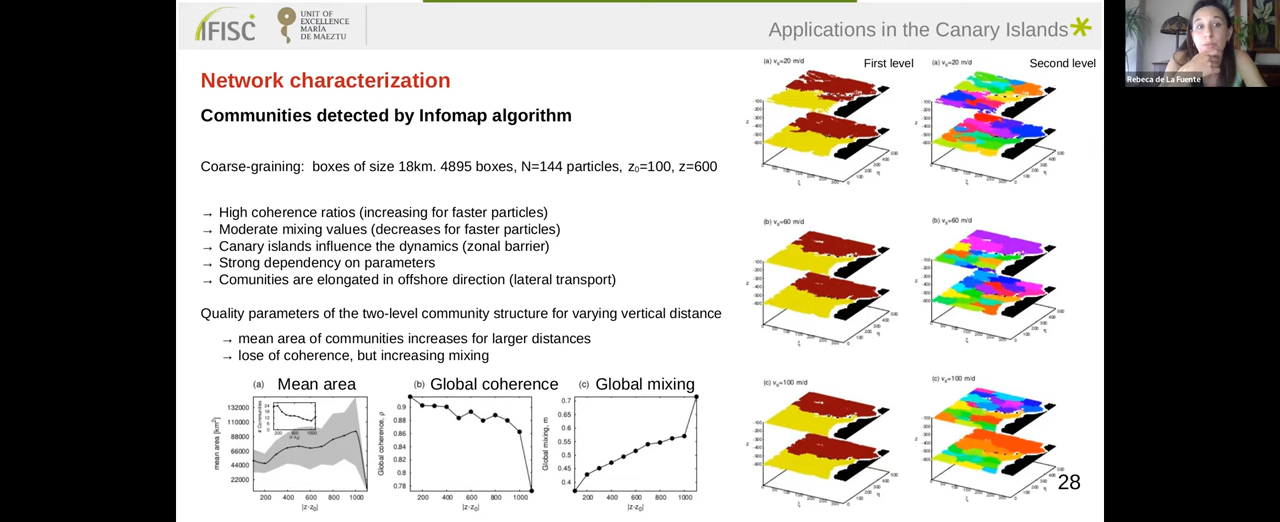 IFISC
UNIT OF
EXCELLENCE
MARÍA
DE MAEZTU
Applications in the Canary Islands
Rebeca de La Fuente
Network characterization
Communities detected by Infomap algorithm
Coarse-graining: boxes of size 18km. 4895 boxes, N=144 particles, z₀=100, z=600
→ High coherence ratios (increasing for faster particles)
→ Moderate mixing values (decreases for faster particles)
→ Canary islands influence the dynamics (zonal barrier)
→ Strong dependency on parameters
→ Comunities are elongated in offshore direction (lateral transport)
Quality parameters of the two-level community structure for varying vertical distance
→ mean area of communities increases for larger distances
→ lose of coherence, but increasing mixing
(a) Mean area
mean area [km²]
132000
110000
88000
66000
44000
22000
# Communities
200 400 600 800 1000
|z-z₀|
(b) Global coherence
Global coherence, ρ
0.9
0.88
0.86
0.84
0.82
0.8
0.78
200 400 600 800 1000
|z-z₀|
(c) Global mixing
Global mixing, m
0.7
0.65
0.6
0.55
0.5
0.45
0.4
200 400 600 800 1000
|z-z₀|
First level
Second level
(a) vₛ=20 m/d
(a) vₛ=20 m/d
(b) vₛ=60 m/d
(b) vₛ=60 m/d
(c) vₛ=100 m/d
(c) vₛ=100 m/d
28